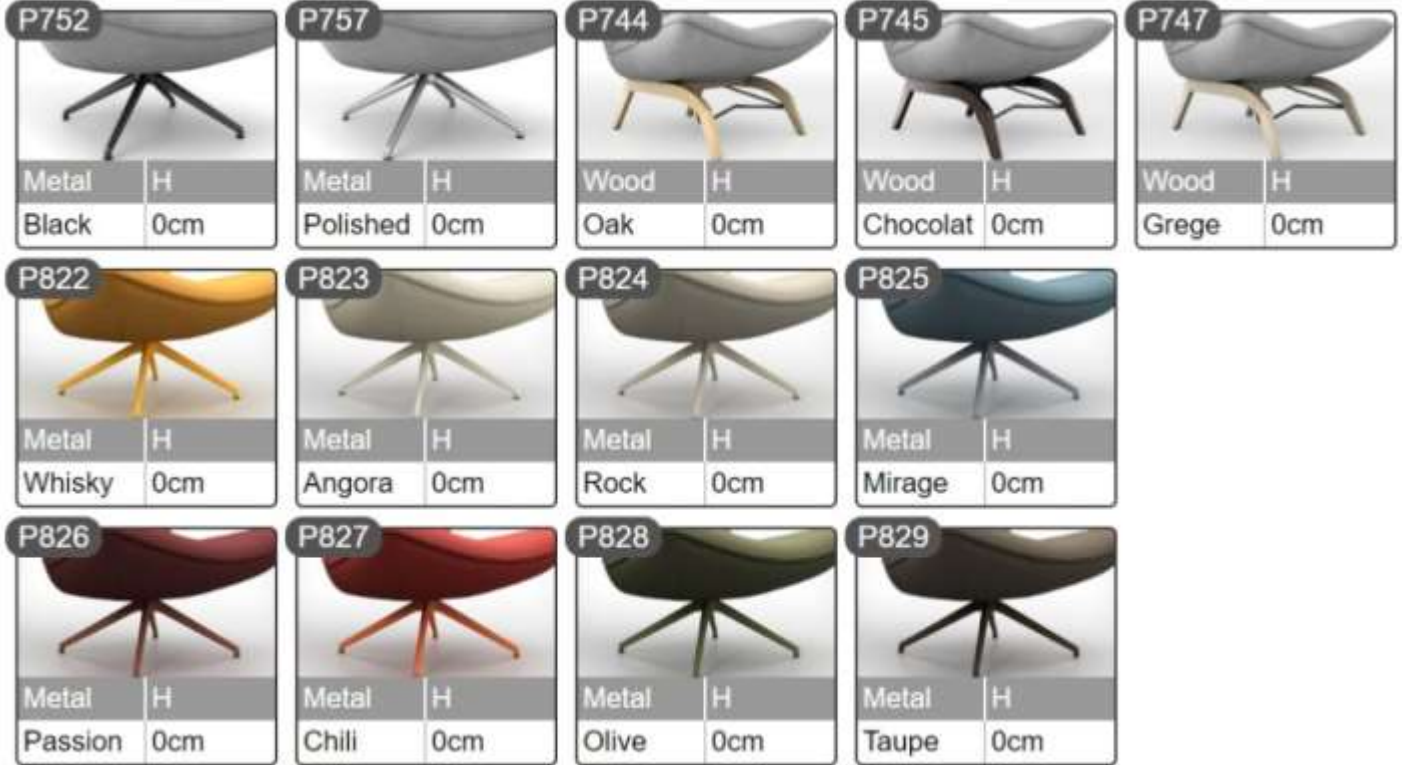 P752 P757 P744 P745 P747
Metal H Metal H Wood H Wood H Wood H
Black 0cm Polished 0cm Oak 0cm Chocolat 0cm Grege 0cm
P822 P823 P824 P825
Metal H Metal H Metal H Metal H
Whisky 0cm Angora 0cm Rock 0cm Mirage 0cm
P826 P827 P828 P829
Metal H Metal H Metal H Metal H
Passion 0cm Chili 0cm Olive 0cm Taupe 0cm